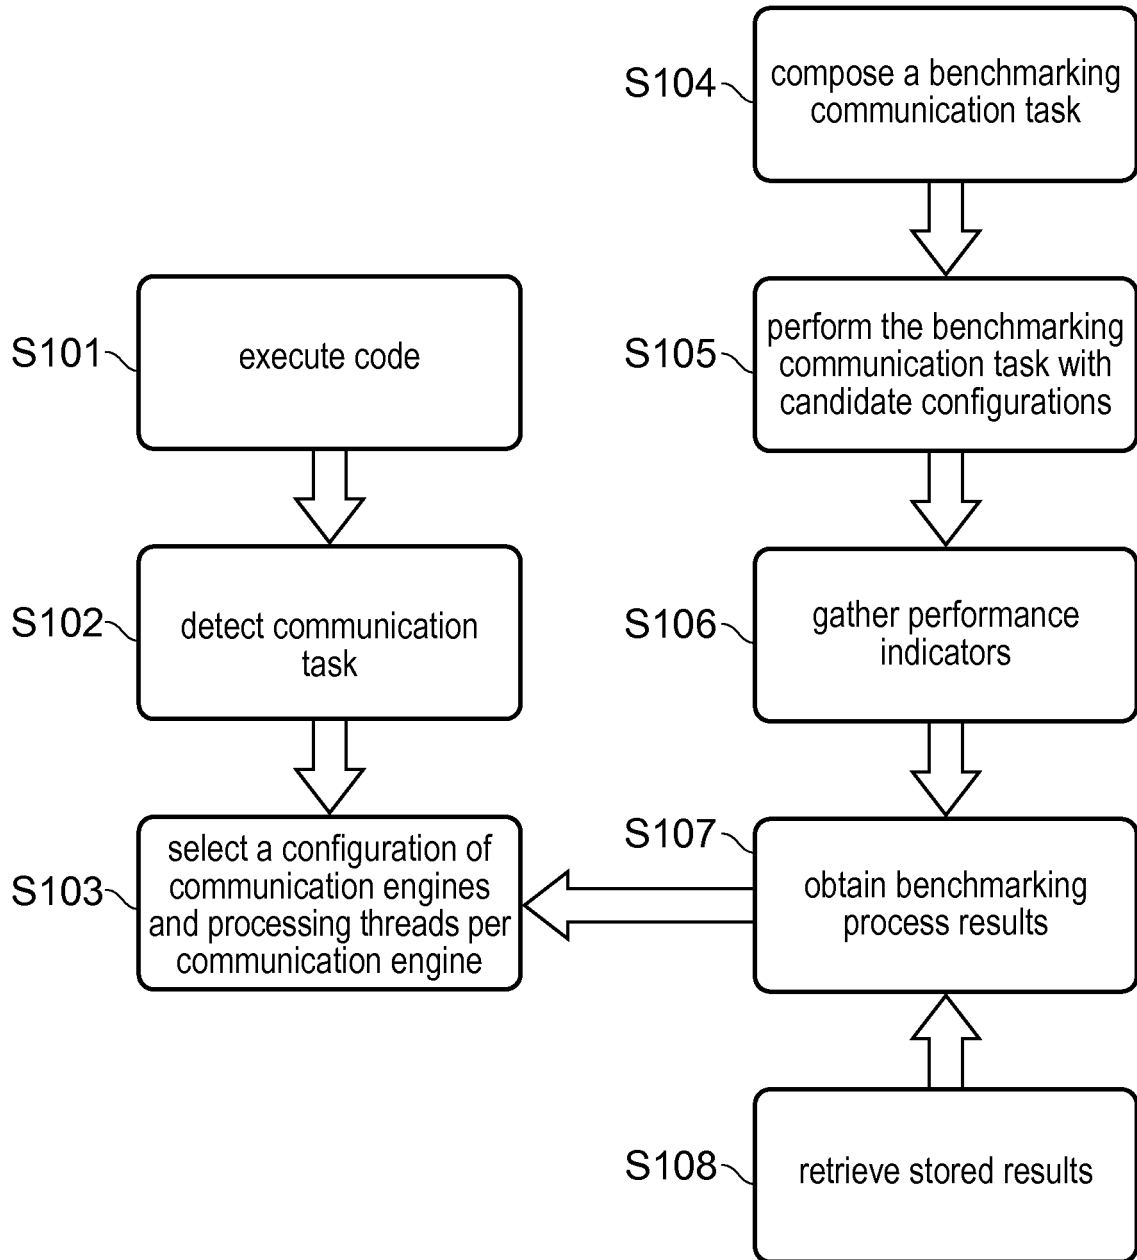 S104
compose a benchmarking
communication task
S101
execute code
S105
perform the benchmarking
communication task with
candidate configurations
S102
detect communication
task
S106
gather performance
indicators
S103
select a configuration of
communication engines
and processing threads per
communication engine
S107
obtain benchmarking
process results
S108
retrieve stored results